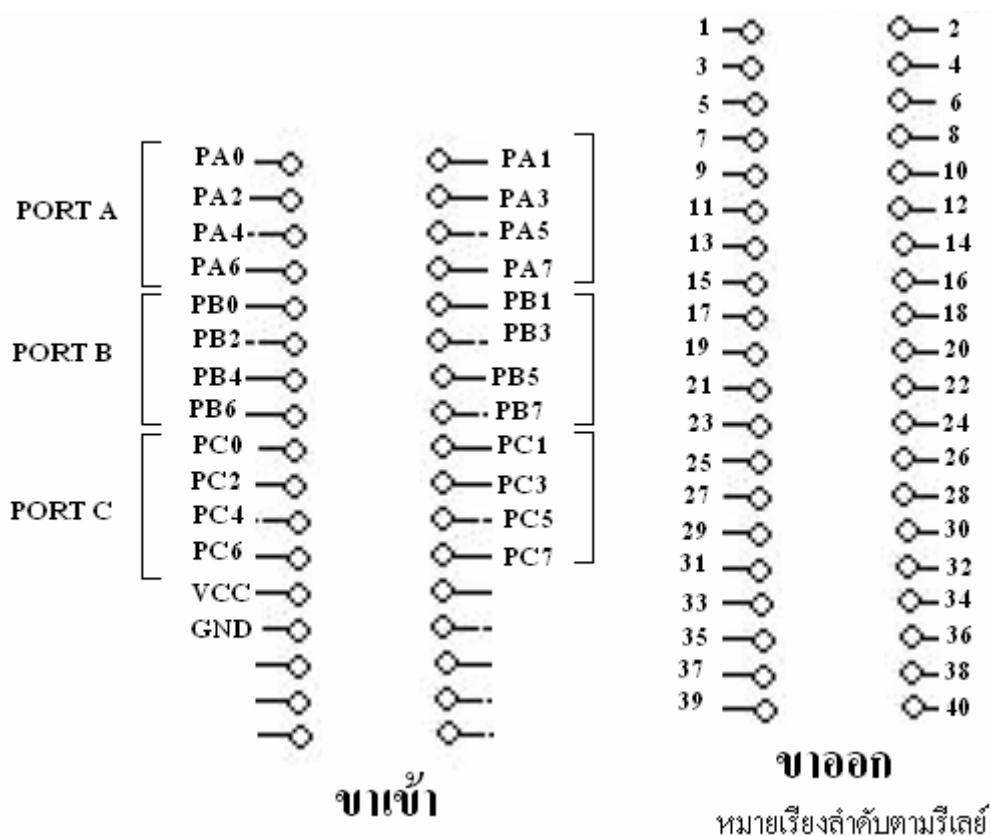 1 2
3 4
5 6
7 8
PA0 PA1 9 10
PA2 PA3 11 12
PORT A
PA4 PA5 13 14
PA6 PA7 15 16
PB0 PB1 17 18
PB2 PB3 19 20
PORT B
PB4 PB5 21 22
PB6 PB7 23 24
PC0 PC1 25 26
PC2 PC3 27 28
PORT C
PC4 PC5 29 30
PC6 PC7 31 32
VCC 33 34
GND 35 36
37 38
39 40
ขาเข้า
ขาออก
หมายเรียงลำดับตามรีเลย์